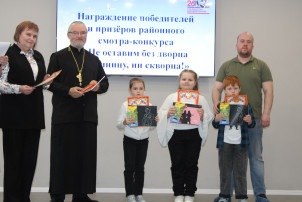 Награждение победителей
и призёров районного
смотра-конкурса
Не оставим без дворца
ни скворца!»